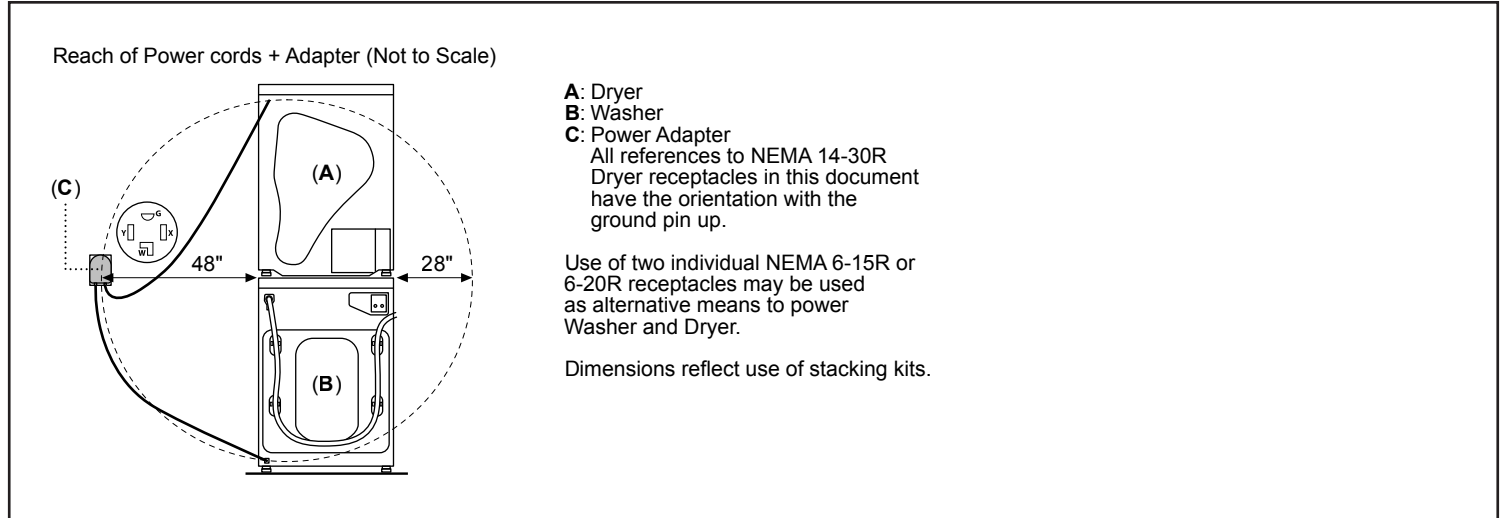 Reach of Power cords + Adapter (Not to Scale)
(A)
(C)
G
Y
X
W
48"
28"
(B)
A: Dryer
B: Washer
C: Power Adapter
All references to NEMA 14-30R
Dryer receptacles in this document
have the orientation with the
ground pin up.
Use of two individual NEMA 6-15R or
6-20R receptacles may be used
as alternative means to power
Washer and Dryer.
Dimensions reflect use of stacking kits.